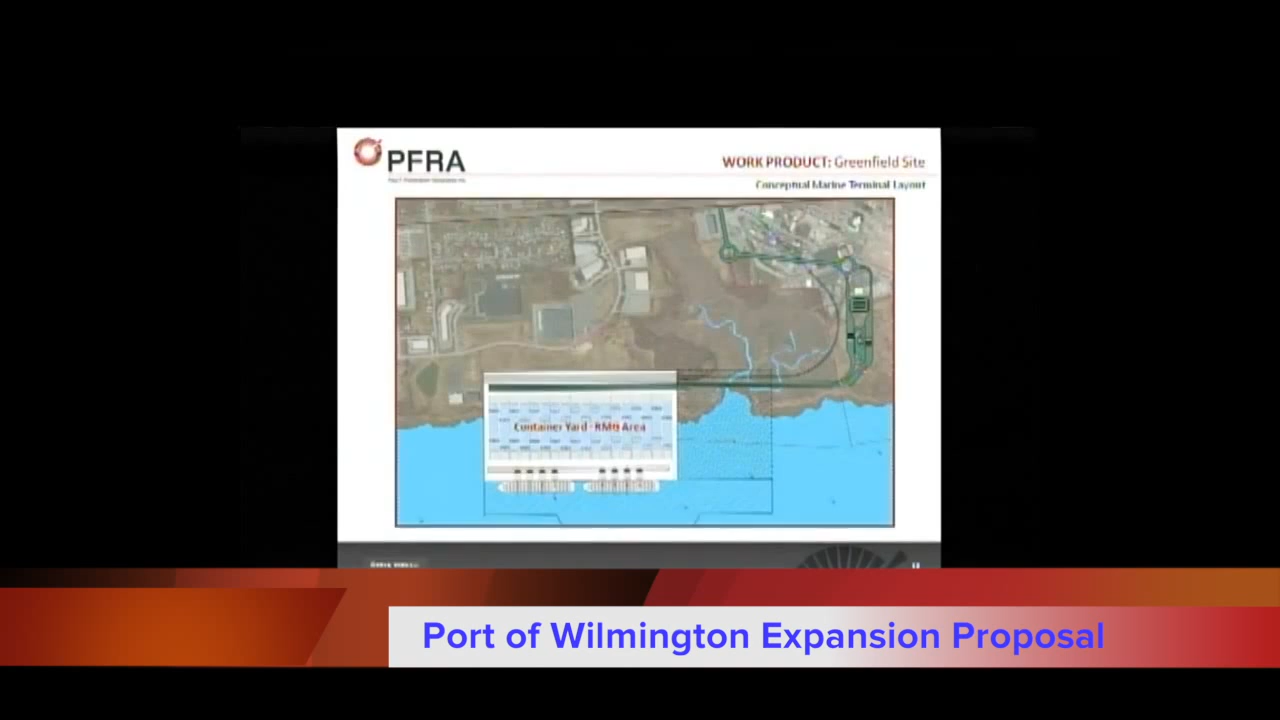 PFRA
WORK PRODUCT: Greenfield Site
Conceptual Marine Terminal Layout
Container Yard - RMG Area
Port of Wilmington Expansion Proposal